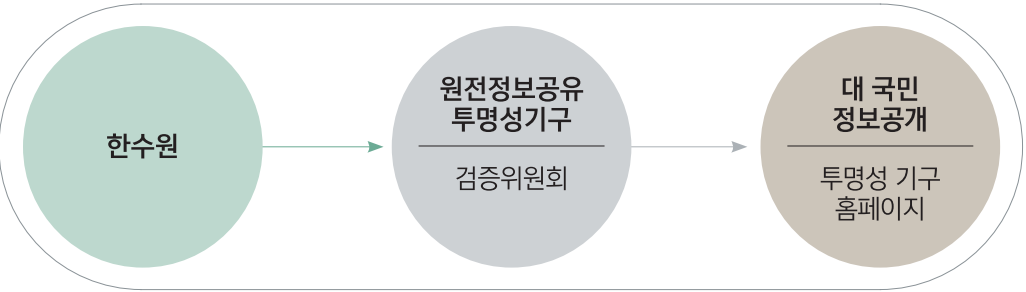 한수원
원전정보공유
투명성기구
검증위원회
대 국민
정보공개
투명성 기구
홈페이지